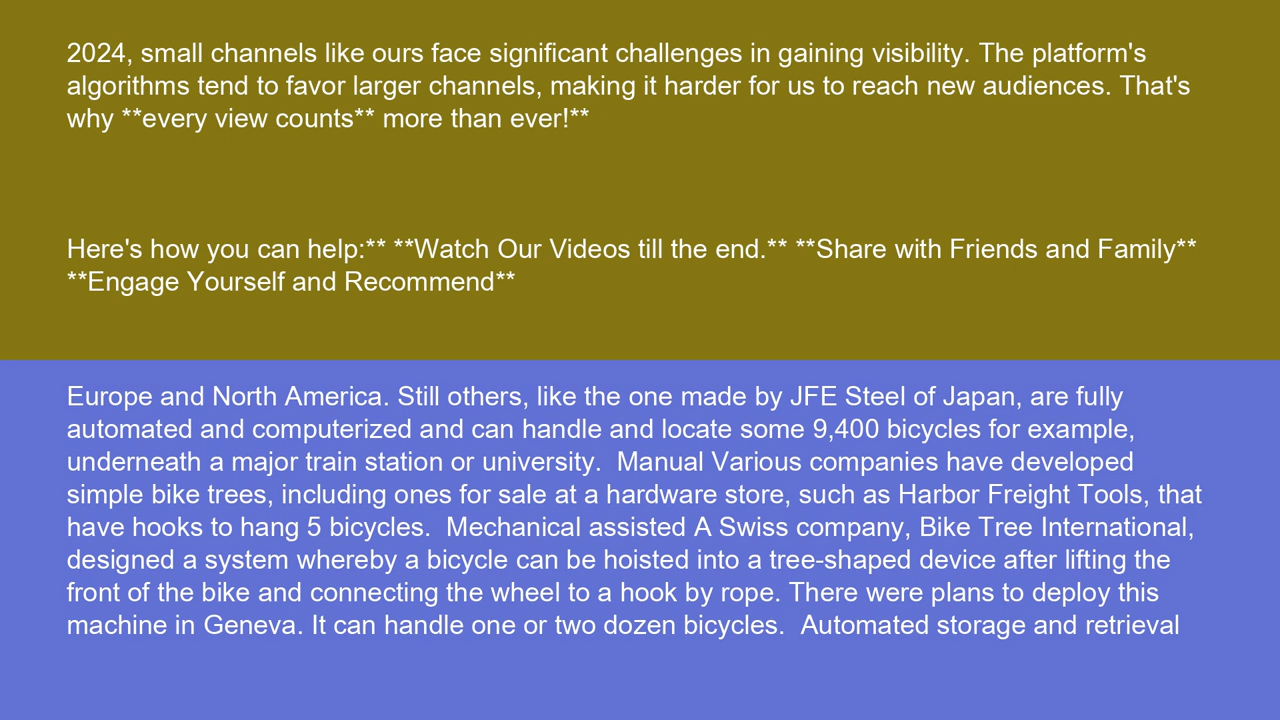 2024, small channels like ours face significant challenges in gaining visibility. The platform's
algorithms tend to favor larger channels, making it harder for us to reach new audiences. That's
why **every view counts** more than ever!**
Here's how you can help:** **Watch Our Videos till the end.** **Share with Friends and Family**
**Engage Yourself and Recommend**
Europe and North America. Still others, like the one made by JFE Steel of Japan, are fully
automated and computerized and can handle and locate some 9,400 bicycles for example,
underneath a major train station or university.  Manual Various companies have developed
simple bike trees, including ones for sale at a hardware store, such as Harbor Freight Tools, that
have hooks to hang 5 bicycles.  Mechanical assisted A Swiss company, Bike Tree International,
designed a system whereby a bicycle can be hoisted into a tree-shaped device after lifting the
front of the bike and connecting the wheel to a hook by rope. There were plans to deploy this
machine in Geneva. It can handle one or two dozen bicycles.  Automated storage and retrieval